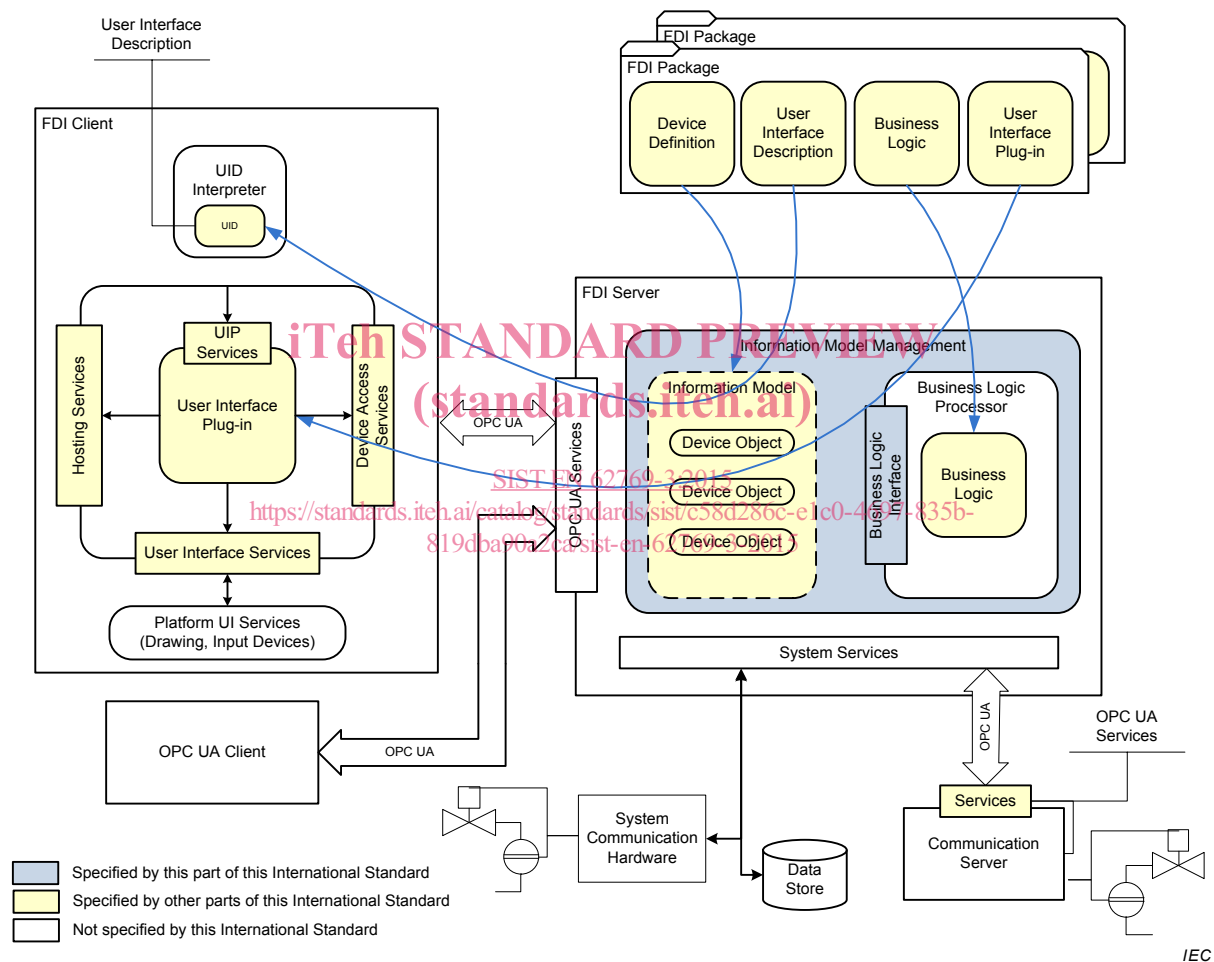 User Interface
Description
FDI Package
FDI Package
Device
Definition
User
Interface
Description
Business
Logic
User
Interface
Plug-in
FDI Client
UID
Interpreter
UID
UIP
Services
Hosting Services
User Interface
Plug-in
Device Access
Services
User Interface Services
Platform UI Services
(Drawing, Input Devices)
OPC UA
FDI Server
OPC UA Services
Information Model Management
Information Model
Device Object
Device Object
Device Object
Business Logic
Processor
Business Logic
Interface
Business
Logic
System Services
iTeh STANDARD PREVIEW
(standards.iteh.ai)
SIST EN 62769-3:2015
https://standards.iteh.ai/catalog/standards/sist/c58d286c-e1c0-4697-835b-
819dba90a2ca/sist-en-62769-3-2015
OPC UA Client
OPC UA
OPC UA
OPC UA
Services
Services
Communication
Server
System
Communication
Hardware
Data
Store
Specified by this part of this International Standard
Specified by other parts of this International Standard
Not specified by this International Standard
IEC